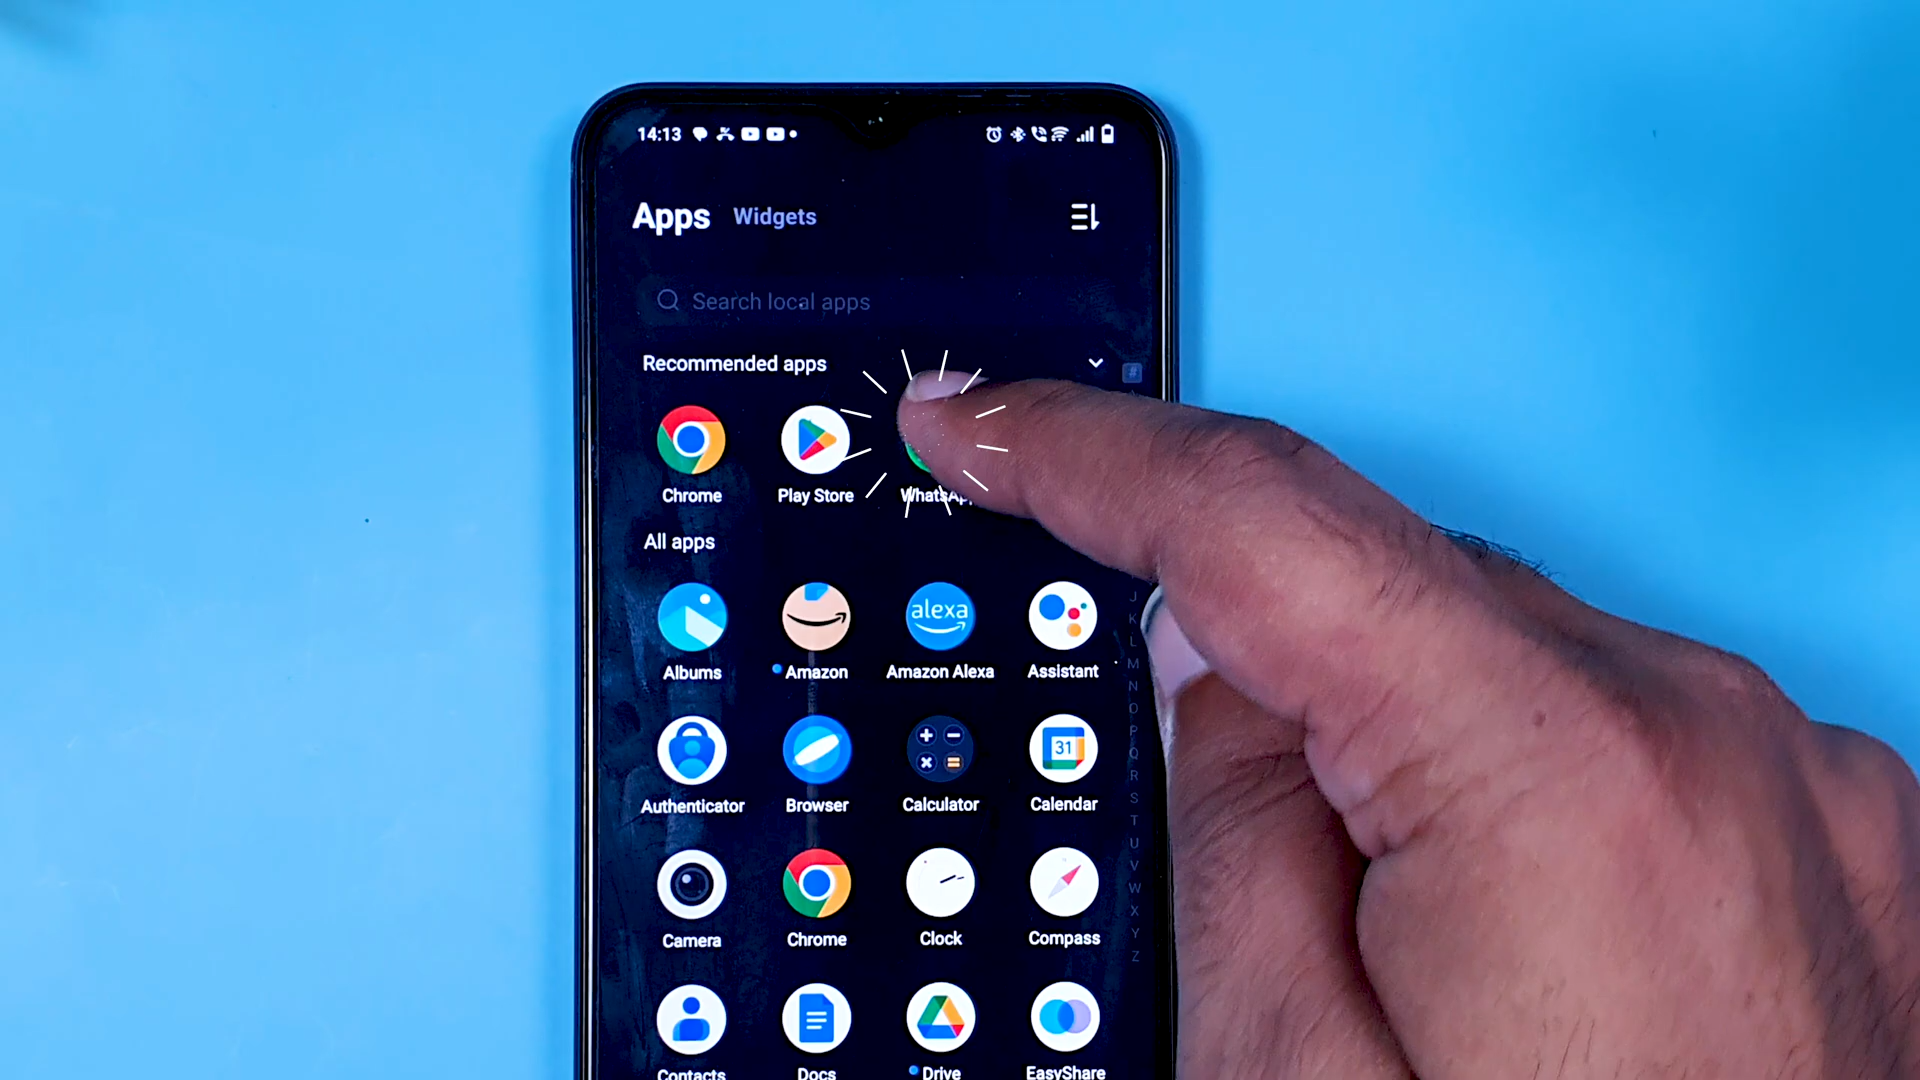 14:13
Apps Widgets
Search local apps
Recommended apps
#
Chrome Play Store WhatsAp
All apps
alexa
Albums Amazon Amazon Alexa Assistant
31
Authenticator Browser Calculator Calendar
Camera Chrome Clock Compass
Contacts Docs Drive EasyShare
J
K
L
M
N
O
P
Q
R
S
T
U
V
W
X
Y
Z